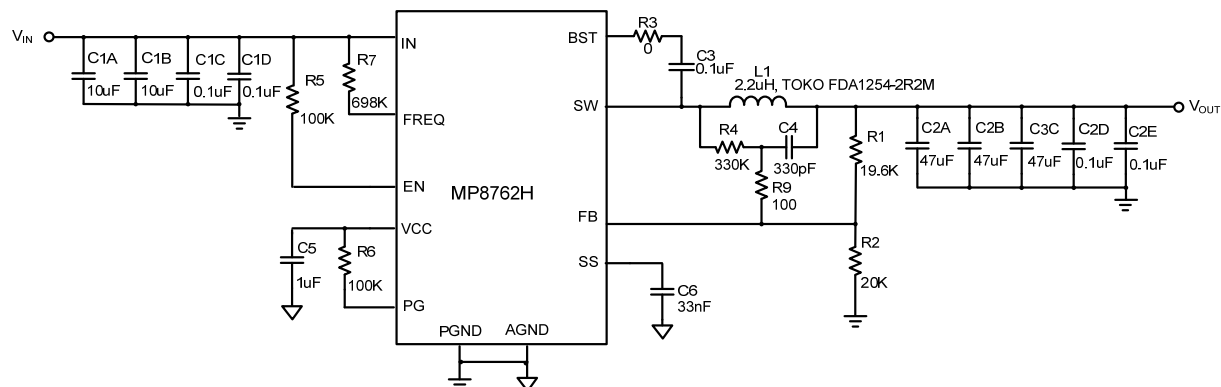 VIN
C1A
10uF
C1B
10uF
C1C
0.1uF
C1D
0.1uF
R5
100K
R7
698K
IN
FREQ
EN
VCC
PG
PGND
AGND
MP8762H
BST
SW
FB
SS
C5
1uF
R6
100K
R3
0
C3
0.1uF
L1
2.2uH, TOKO FDA1254-2R2M
R4
330K
C4
330pF
R9
100
R1
19.6K
R2
20K
C6
33nF
C2A
47uF
C2B
47uF
C3C
47uF
C2D
0.1uF
C2E
0.1uF
VOUT